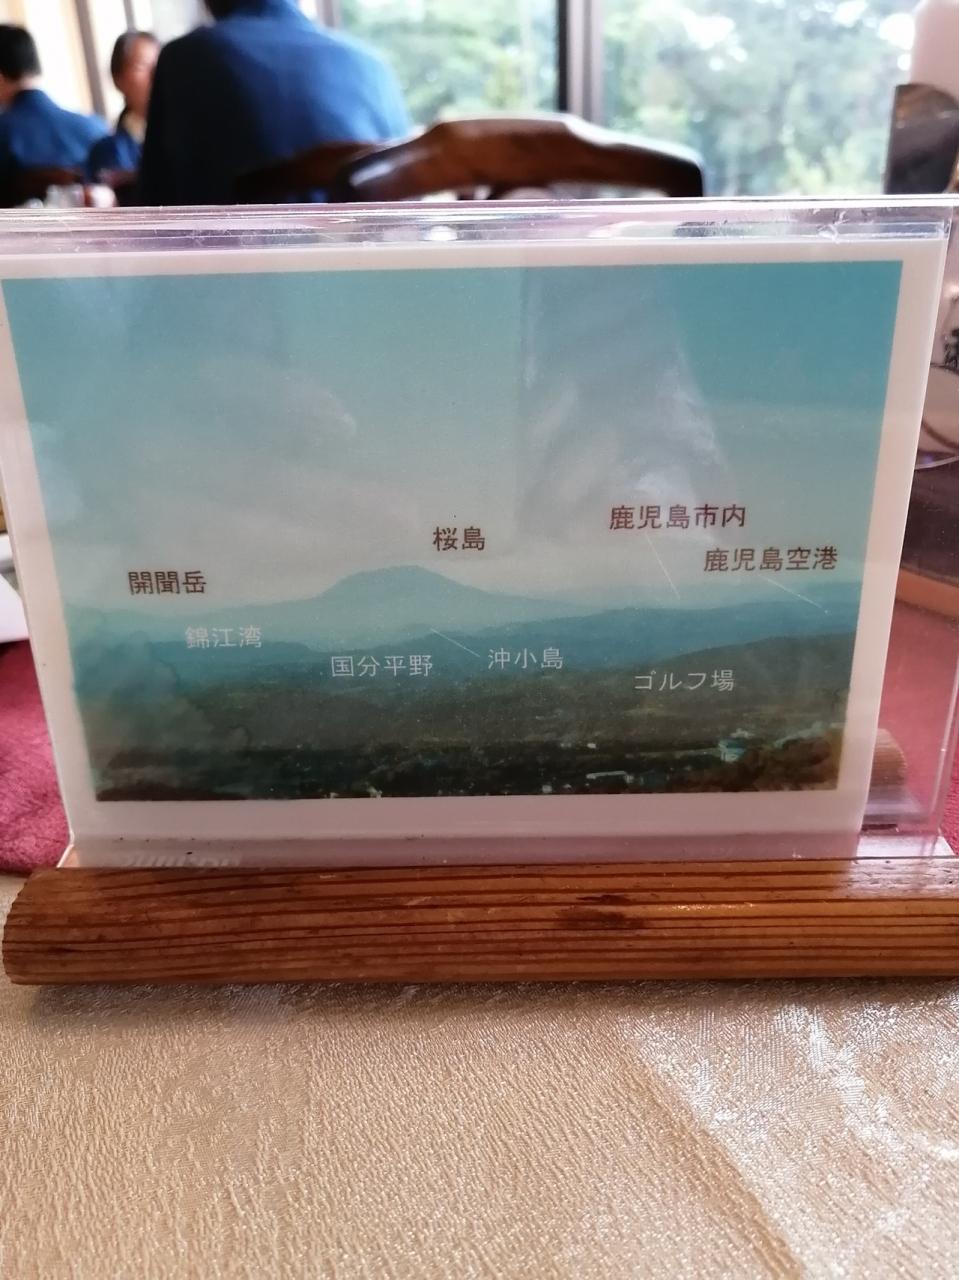 鹿児島市内
桜島
鹿児島空港
開聞岳
錦江湾
国分平野
沖小島
ゴルフ場